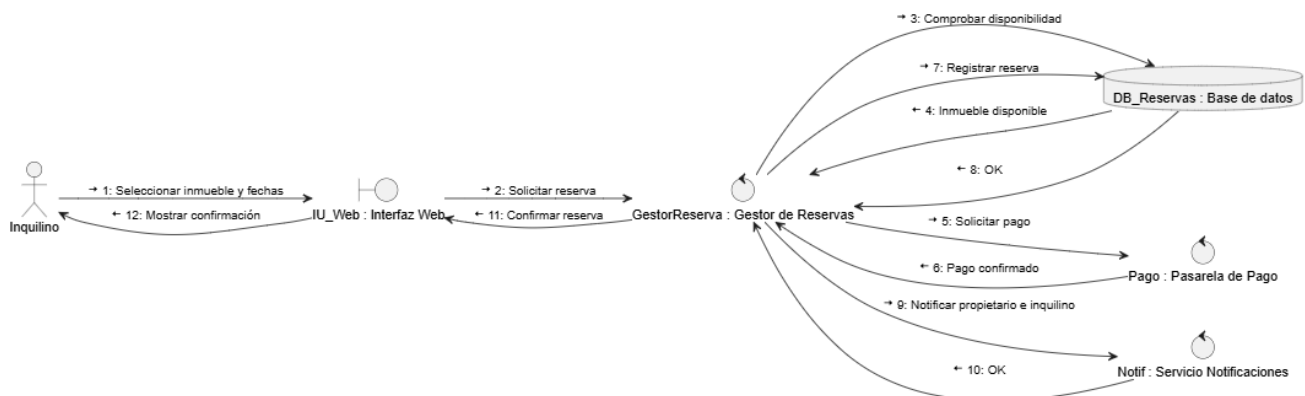 → 3: Comprobar disponibilidad
→ 7: Registrar reserva
DB_Reservas : Base de datos
← 4: Inmueble disponible
← 8: OK
→ 1: Seleccionar inmueble y fechas
→ 2: Solicitar reserva
← 12: Mostrar confirmación
IU_Web : Interfaz Web
← 11: Confirmar reserva
GestorReserva : Gestor de Reservas
Inquilino
→ 5: Solicitar pago
← 6: Pago confirmado
Pago : Pasarela de Pago
→ 9: Notificar propietario e inquilino
← 10: OK
Notif : Servicio Notificaciones